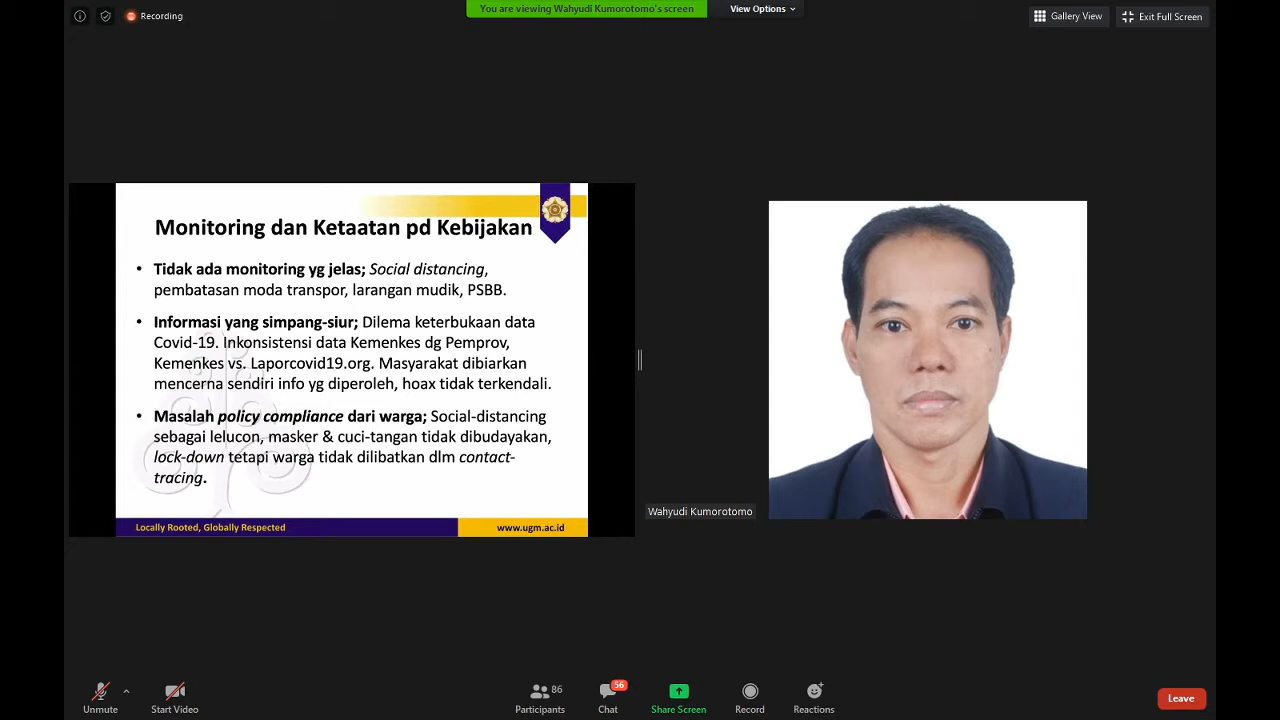 Recording
You are viewing Wahyudi Kumorotomo's screen
View Options
Gallery View
Exit Full Screen
Monitoring dan Ketaatan pd Kebijakan
• Tidak ada monitoring yg jelas; Social distancing,
pembatasan moda transpor, larangan mudik, PSBB.
• Informasi yang simpang-siur; Dilema keterbukaan data
Covid-19. Inkonsistensi data Kemenkes dg Pemprov,
Kemenkes vs. Laporcovid19.org. Masyarakat dibiarkan
mencerna sendiri info yg diperoleh, hoax tidak terkendali.
• Masalah policy compliance dari warga; Social-distancing
sebagai lelucon, masker & cuci-tangan tidak dibudayakan,
lock-down tetapi warga tidak dilibatkan dlm contact-
tracing.
Locally Rooted, Globally Respected
www.ugm.ac.id
Wahyudi Kumorotomo
Unmute
Start Video
86
Participants
56
Chat
Share Screen
Record
Reactions
Leave